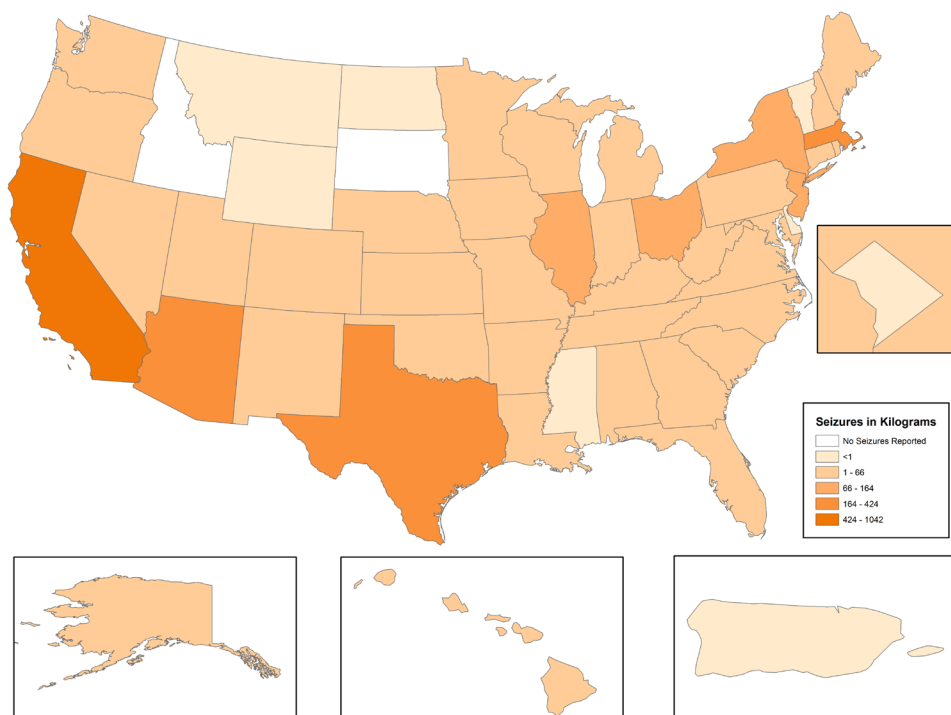 Seizures in Kilograms
No Seizures Reported
<1
1 - 66
66 - 164
164 - 424
424 - 1042